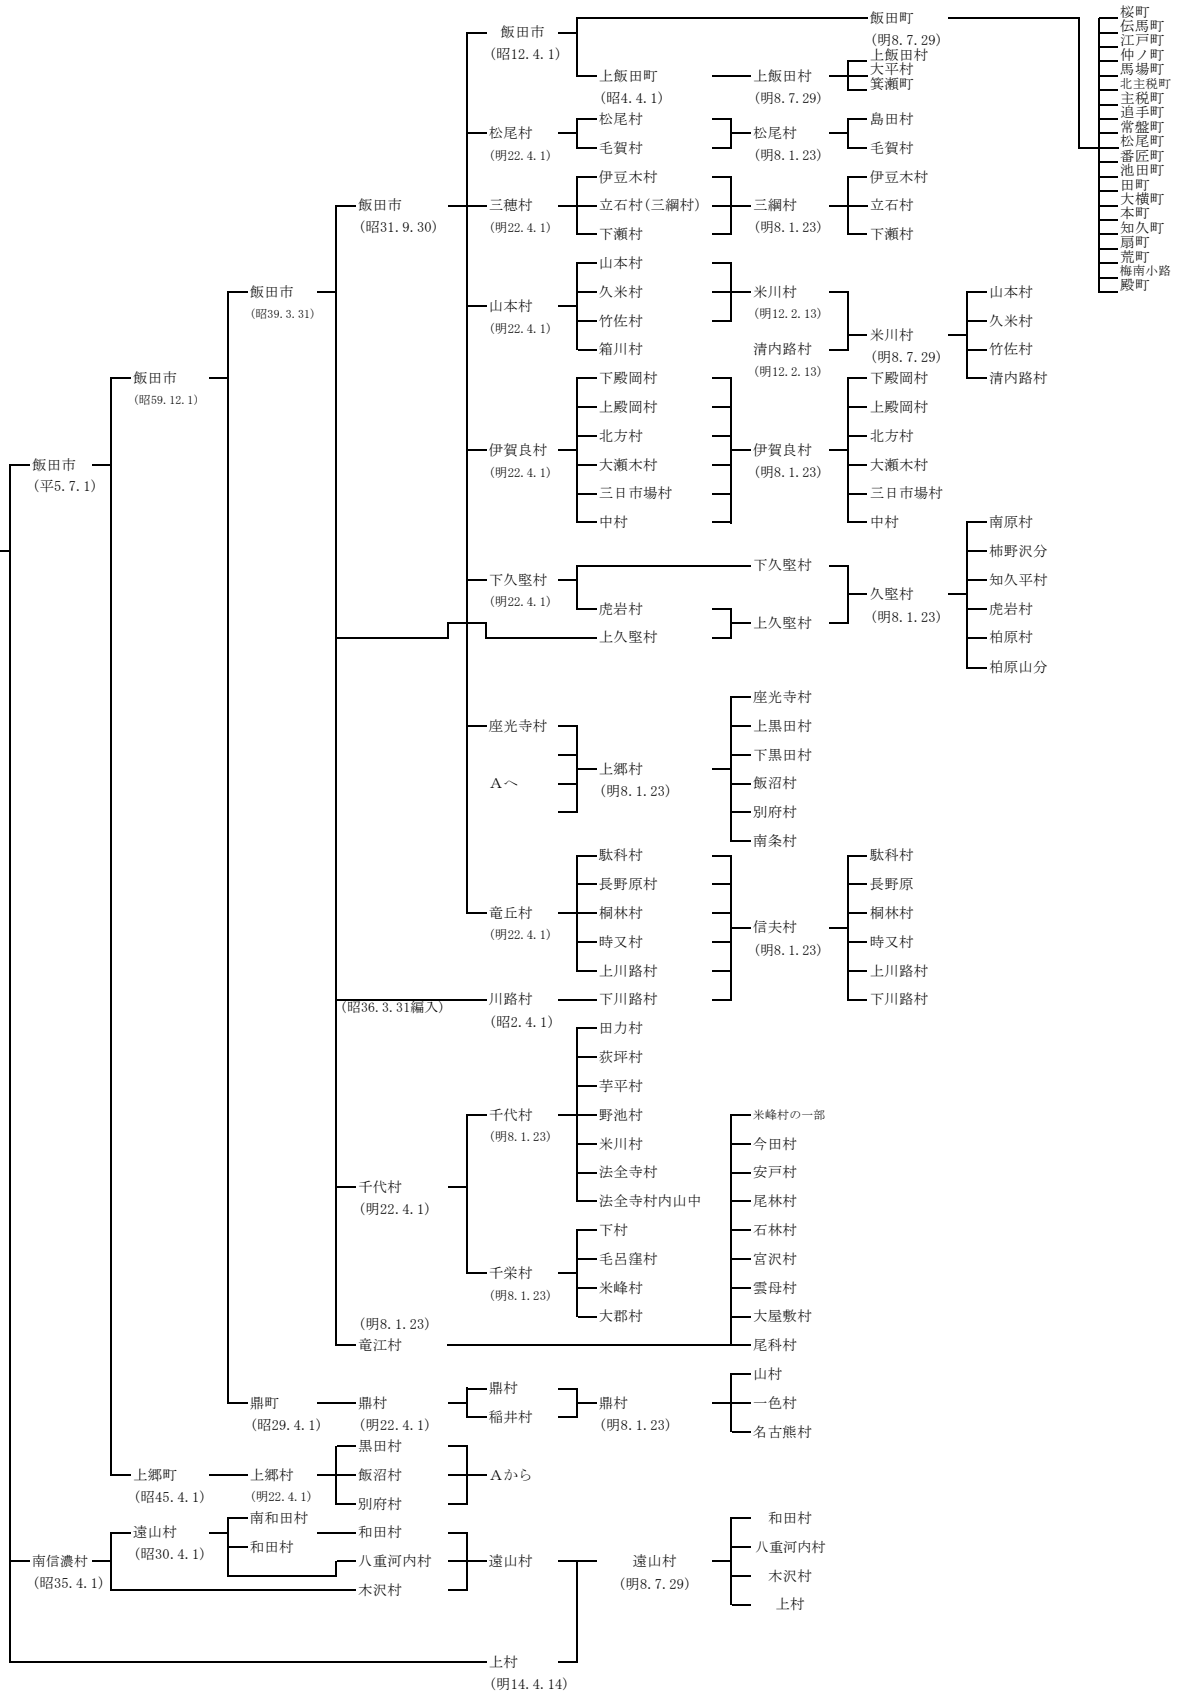 飯田市
(平5.7.1)
南信濃村
(昭35.4.1)
飯田市
(昭59.12.1)
上郷町
(昭45.4.1)
遠山村
(昭30.4.1)
飯田市
(昭39.3.31)
鼎町
(昭29.4.1)
上郷村
(明22.4.1)
南和田村
和田村
飯田市
(昭31.9.30)
(昭36.3.31編入)
千代村
(明22.4.1)
(明8.1.23)
竜江村
鼎村
(明22.4.1)
黒田村
飯沼村
別府村
和田村
八重河内村
木沢村
飯田市
(昭12.4.1)
松尾村
(明22.4.1)
三穂村
(明22.4.1)
山本村
(明22.4.1)
伊賀良村
(明22.4.1)
下久堅村
(明22.4.1)
座光寺村
Aへ
竜丘村
(明22.4.1)
川路村
(昭2.4.1)
千代村
(明8.1.23)
千栄村
(明8.1.23)
鼎村
稲井村
Aから
遠山村
上村
(明14.4.14)
上飯田町
(昭4.4.1)
松尾村
毛賀村
伊豆木村
立石村(三綱村)
下瀬村
山本村
久米村
竹佐村
箱川村
下殿岡村
上殿岡村
北方村
大瀬木村
三日市場村
中村
虎岩村
上久堅村
上郷村
(明8.1.23)
駄科村
長野原村
桐林村
時又村
上川路村
下川路村
田力村
荻坪村
芋平村
野池村
米川村
法全寺村
法全寺村内山中
下村
毛呂窪村
米峰村
大郡村
鼎村
(明8.1.23)
遠山村
(明8.7.29)
上飯田村
(明8.7.29)
松尾村
(明8.1.23)
三綱村
(明8.1.23)
米川村
(明12.2.13)
清内路村
(明12.2.13)
伊賀良村
(明8.1.23)
下久堅村
上久堅村
座光寺村
上黒田村
下黒田村
飯沼村
別府村
南条村
信夫村
(明8.1.23)
米峰村の一部
今田村
安戸村
尾林村
石林村
宮沢村
雲母村
大屋敷村
尾科村
山村
一色村
名古熊村
和田村
八重河内村
木沢村
上村
飯田町
(明8.7.29)
上飯田村
大平村
箕瀬町
島田村
毛賀村
伊豆木村
立石村
下瀬村
米川村
(明8.7.29)
下殿岡村
上殿岡村
北方村
大瀬木村
三日市場村
中村
久堅村
(明8.1.23)
駄科村
長野原
桐林村
時又村
上川路村
下川路村
山本村
久米村
竹佐村
清内路村
南原村
柿野沢分
知久平村
虎岩村
柏原村
柏原山分
桜町
伝馬町
江戸町
仲ノ町
馬場町
北主税町
主税町
追手町
常盤町
松尾町
番匠町
池田町
田町
大横町
本町
知久町
扇町
荒町
梅南小路
殿町